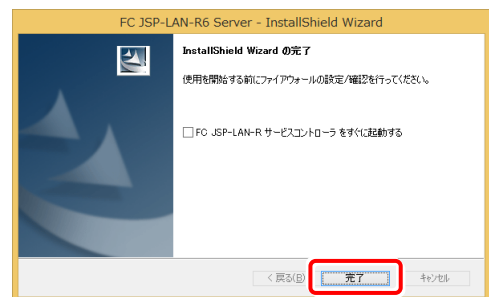 FC JSP-LAN-R6 Server - InstallShield Wizard
InstallShield Wizard の完了
使用を開始する前にファイアウォールの設定/確認を行ってください。
FC JSP-LAN-R サービスコントローラ をすぐに起動する
< 戻る(B) 完了 キャンセル